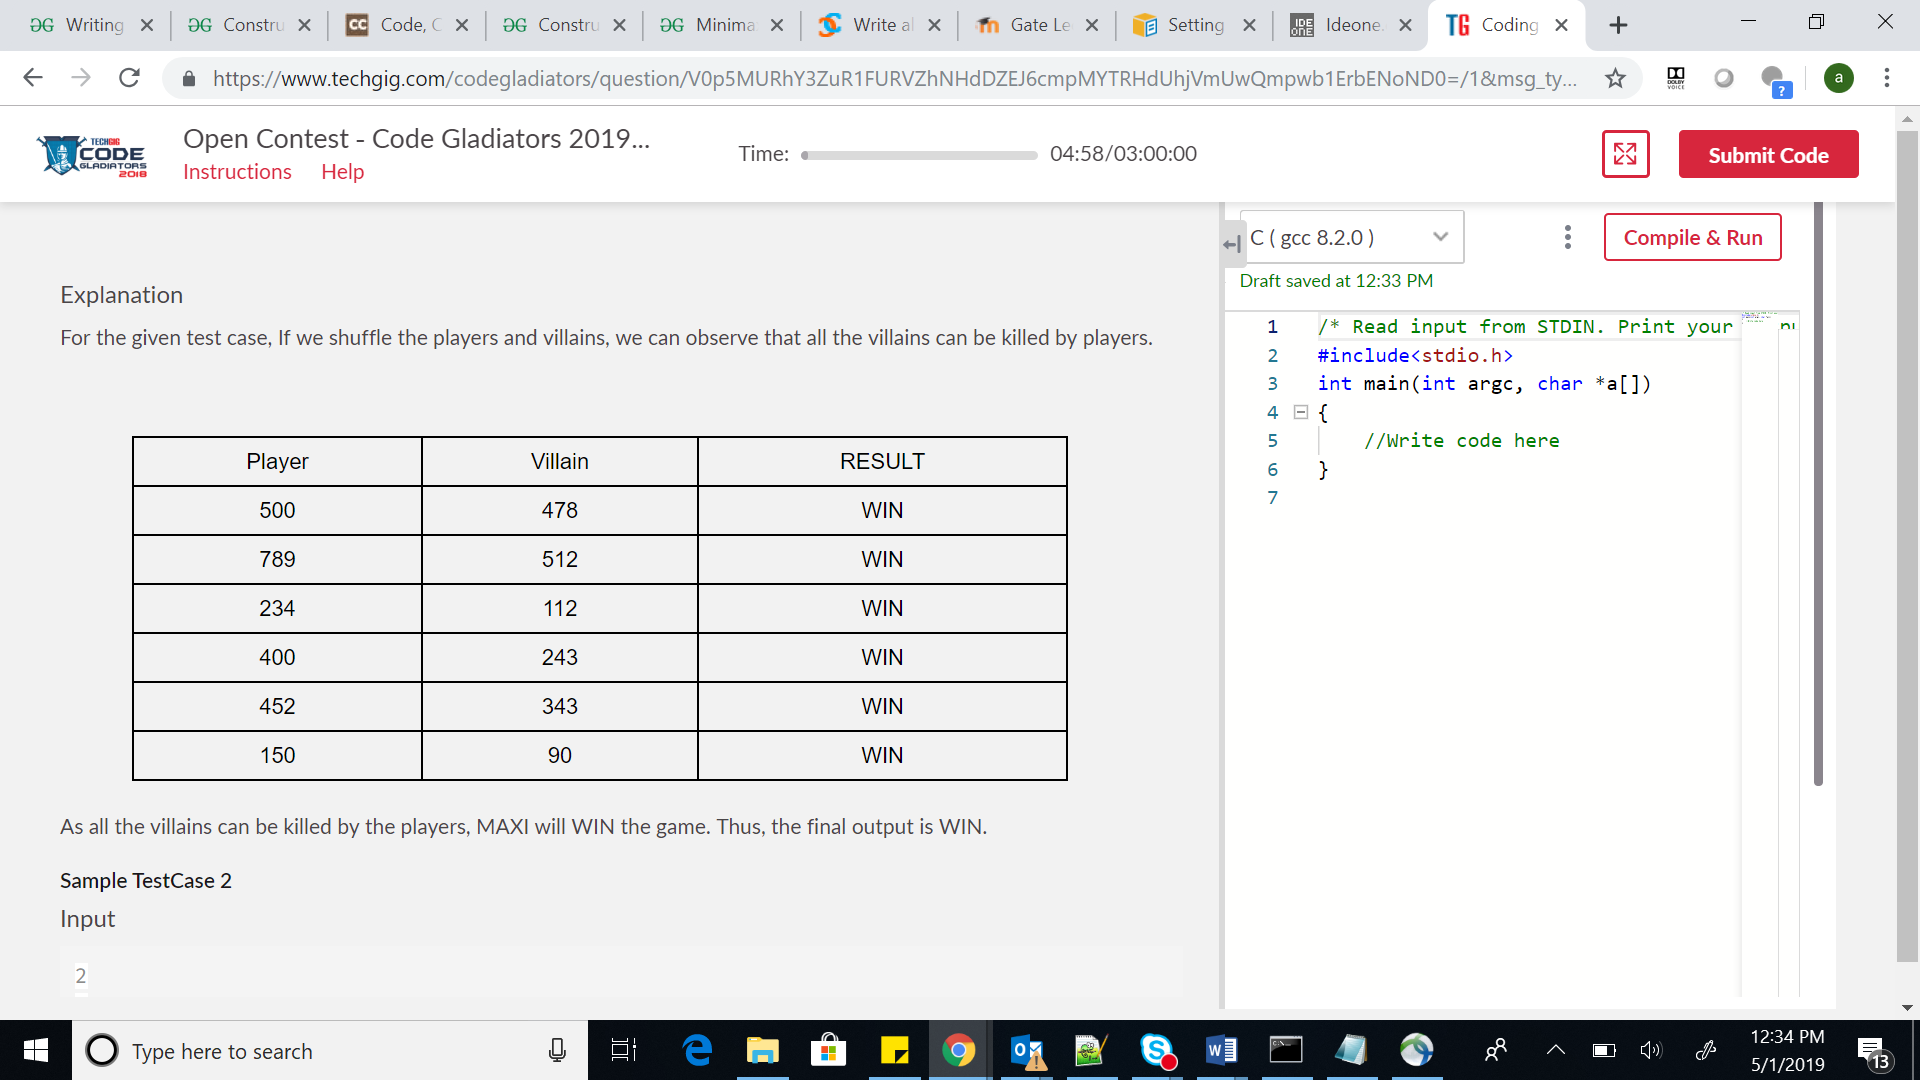 Writing
Constru
Code, C
Constru
Minima
Write al
Gate Le
Setting
Ideone.
Coding
https://www.techgig.com/codegladiators/question/V0p5MURhY3ZuR1FURVZhNHdDZEJ6cmpMYTRHdUhjVmUwQmpwb1ErbENoND0=/1&msg_ty...
a
TECHGIG
CODE
GLADIATORS
2018
Open Contest - Code Gladiators 2019...
Instructions Help
Time: 04:58/03:00:00
Submit Code
Explanation
For the given test case, If we shuffle the players and villains, we can observe that all the villains can be killed by players.
Player Villain RESULT
500 478 WIN
789 512 WIN
234 112 WIN
400 243 WIN
452 343 WIN
150 90 WIN
As all the villains can be killed by the players, MAXI will WIN the game. Thus, the final output is WIN.
Sample TestCase 2
Input
2
C ( gcc 8.2.0 )
Compile & Run
Draft saved at 12:33 PM
1 /* Read input from STDIN. Print your
2 #include<stdio.h>
3 int main(int argc, char *a[])
4 {
5 //Write code here
6 }
7
Type here to search
12:34 PM
5/1/2019
13